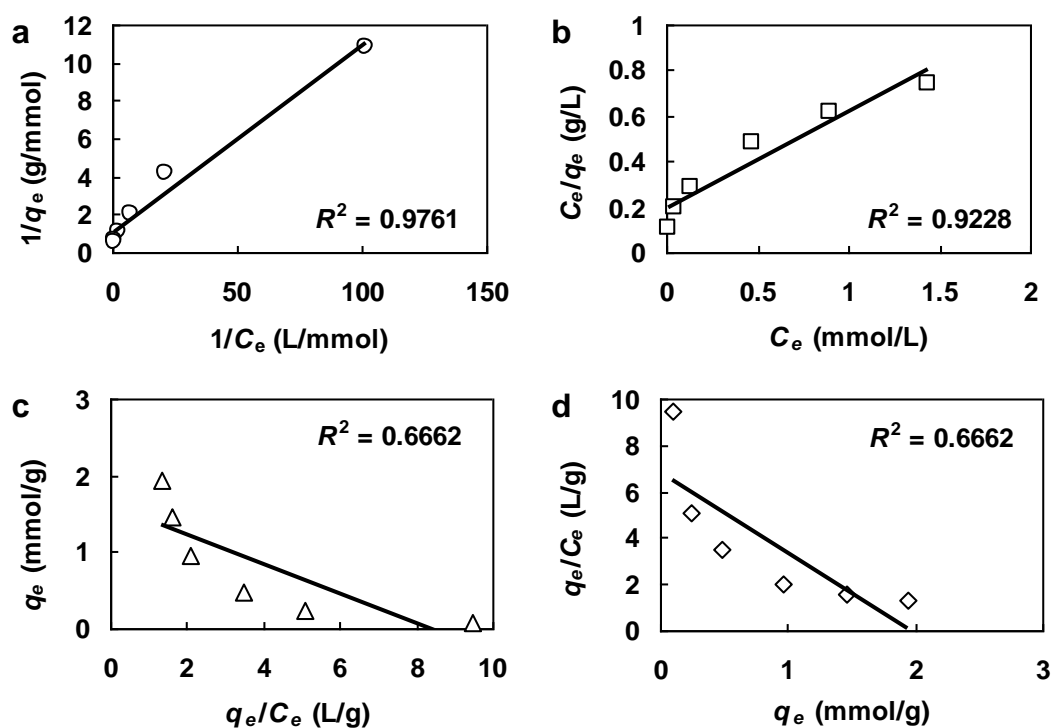 a
12
10
8
6
4
2
0
1/qe (g/mmol)
R² = 0.9761
0 50 100 150
1/Ce (L/mmol)
b
1
0.8
0.6
0.4
0.2
0
Ce/qe (g/L)
R² = 0.9228
0 0.5 1 1.5 2
Ce (mmol/L)
c
3
2
1
0
qe (mmol/g)
R² = 0.6662
0 2 4 6 8 10
qe/Ce (L/g)
d
10
8
6
4
2
0
qe/Ce (L/g)
R² = 0.6662
0 1 2 3
qe (mmol/g)